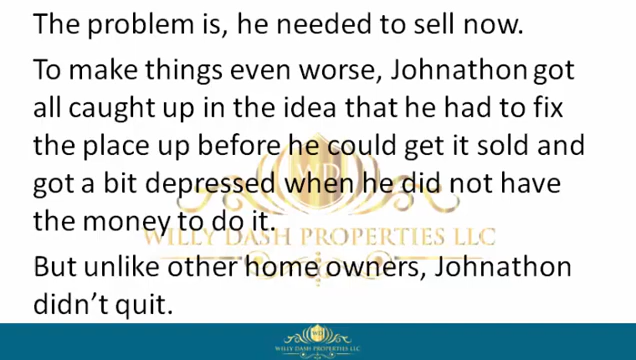 The problem is, he needed to sell now.
To make things even worse, Johnathon got
all caught up in the idea that he had to fix
the place up before he could get it sold and
got a bit depressed when he did not have
the money to do it.
WILLY DASH PROPERTIES LLC
But unlike other home owners, Johnathon
didn’t quit.
WILLY DASH PROPERTIES LLC